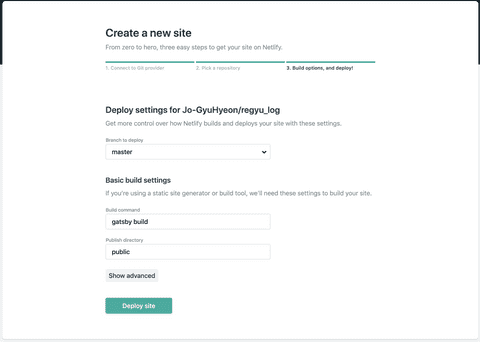 Create a new site
From zero to hero, three easy steps to get your site on Netlify.
1. Connect to Git provider
2. Pick a repository
3. Build options, and deploy!
Deploy settings for Jo-GyuHyeon/regyu_log
Get more control over how Netlify builds and deploys your site with these settings.
Branch to deploy
master
Basic build settings
If you're using a static site generator or build tool, we'll need these settings to build your site.
Build command
gatsby build
Publish directory
public
Show advanced
Deploy site